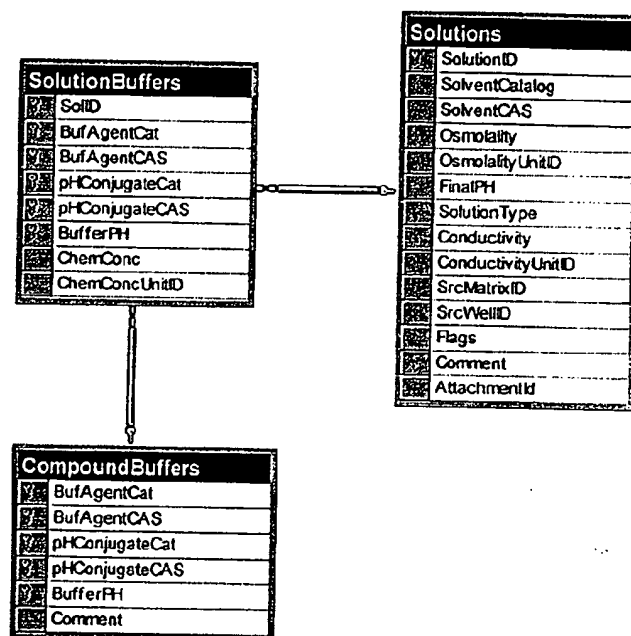 SolutionBuffers
SolID
BufAgentCat
BufAgentCAS
pHConjugateCat
pHConjugateCAS
BufferPH
ChemConc
ChemConcUnitID
Solutions
SolutionID
SolventCatalog
SolventCAS
Osmolality
OsmolalityUnitID
FinalPH
SolutionType
Conductivity
ConductivityUnitID
SrcMatrixID
SrcWellID
Flags
Comment
AttachmentId
CompoundBuffers
BufAgentCat
BufAgentCAS
pHConjugateCat
pHConjugateCAS
BufferPH
Comment